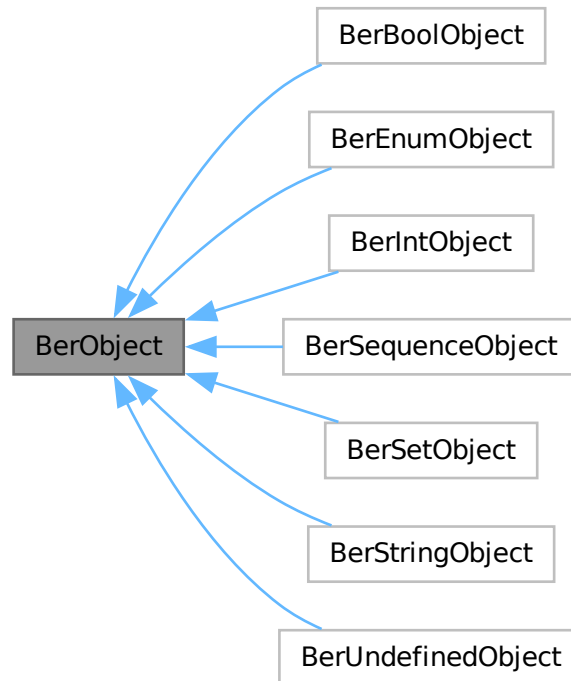 BerBoolObject
BerEnumObject
BerIntObject
BerObject
BerSequenceObject
BerSetObject
BerStringObject
BerUndefinedObject